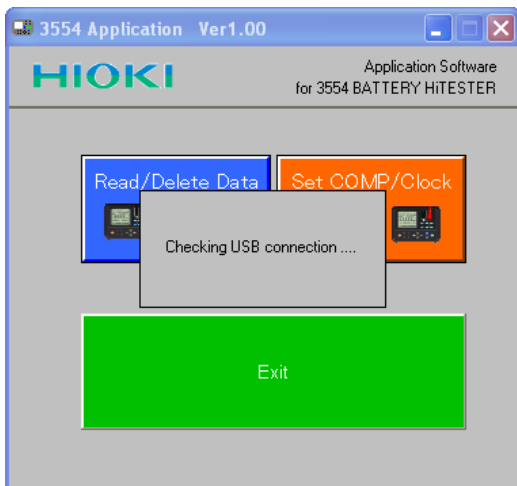 3554 Application Ver1.00
HIOKI
Application Software
for 3554 BATTERY HiTESTER
Read/Delete Data
Set COMP/Clock
Checking USB connection ....
Exit